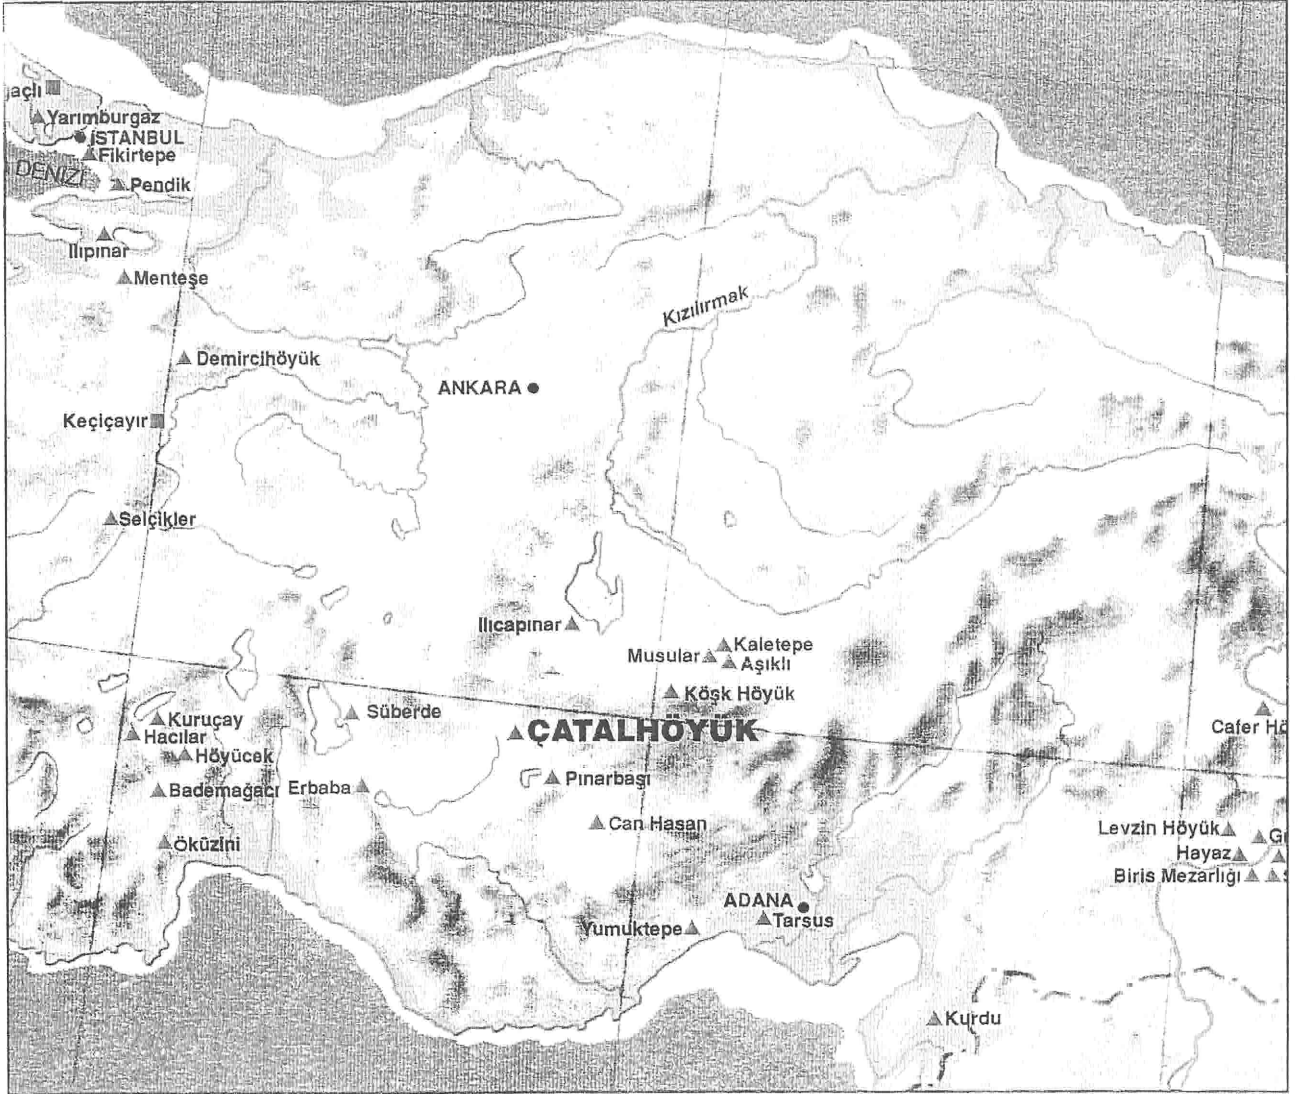 açlı
Yarımburgaz
İSTANBUL
Fikirtepe
DENİZİ
Pendik
Ilıpınar
Menteşe
Kızılırmak
Demircihöyük
ANKARA
Keçiçayır
Selçikler
Ilıcapınar
Kaletepe
Musular
Aşıklı
Köşk Höyük
Süberde
Kuruçay
Hacılar
ÇATALHÖYÜK
Cafer Hö
Höyücek
Pınarbaşı
Bademağacı
Erbaba
Can Hasan
Levzin Höyük
Öküzini
Hayaz
Biris Mezarlığı
ADANA
Tarsus
Yumuktepe
Kurdu